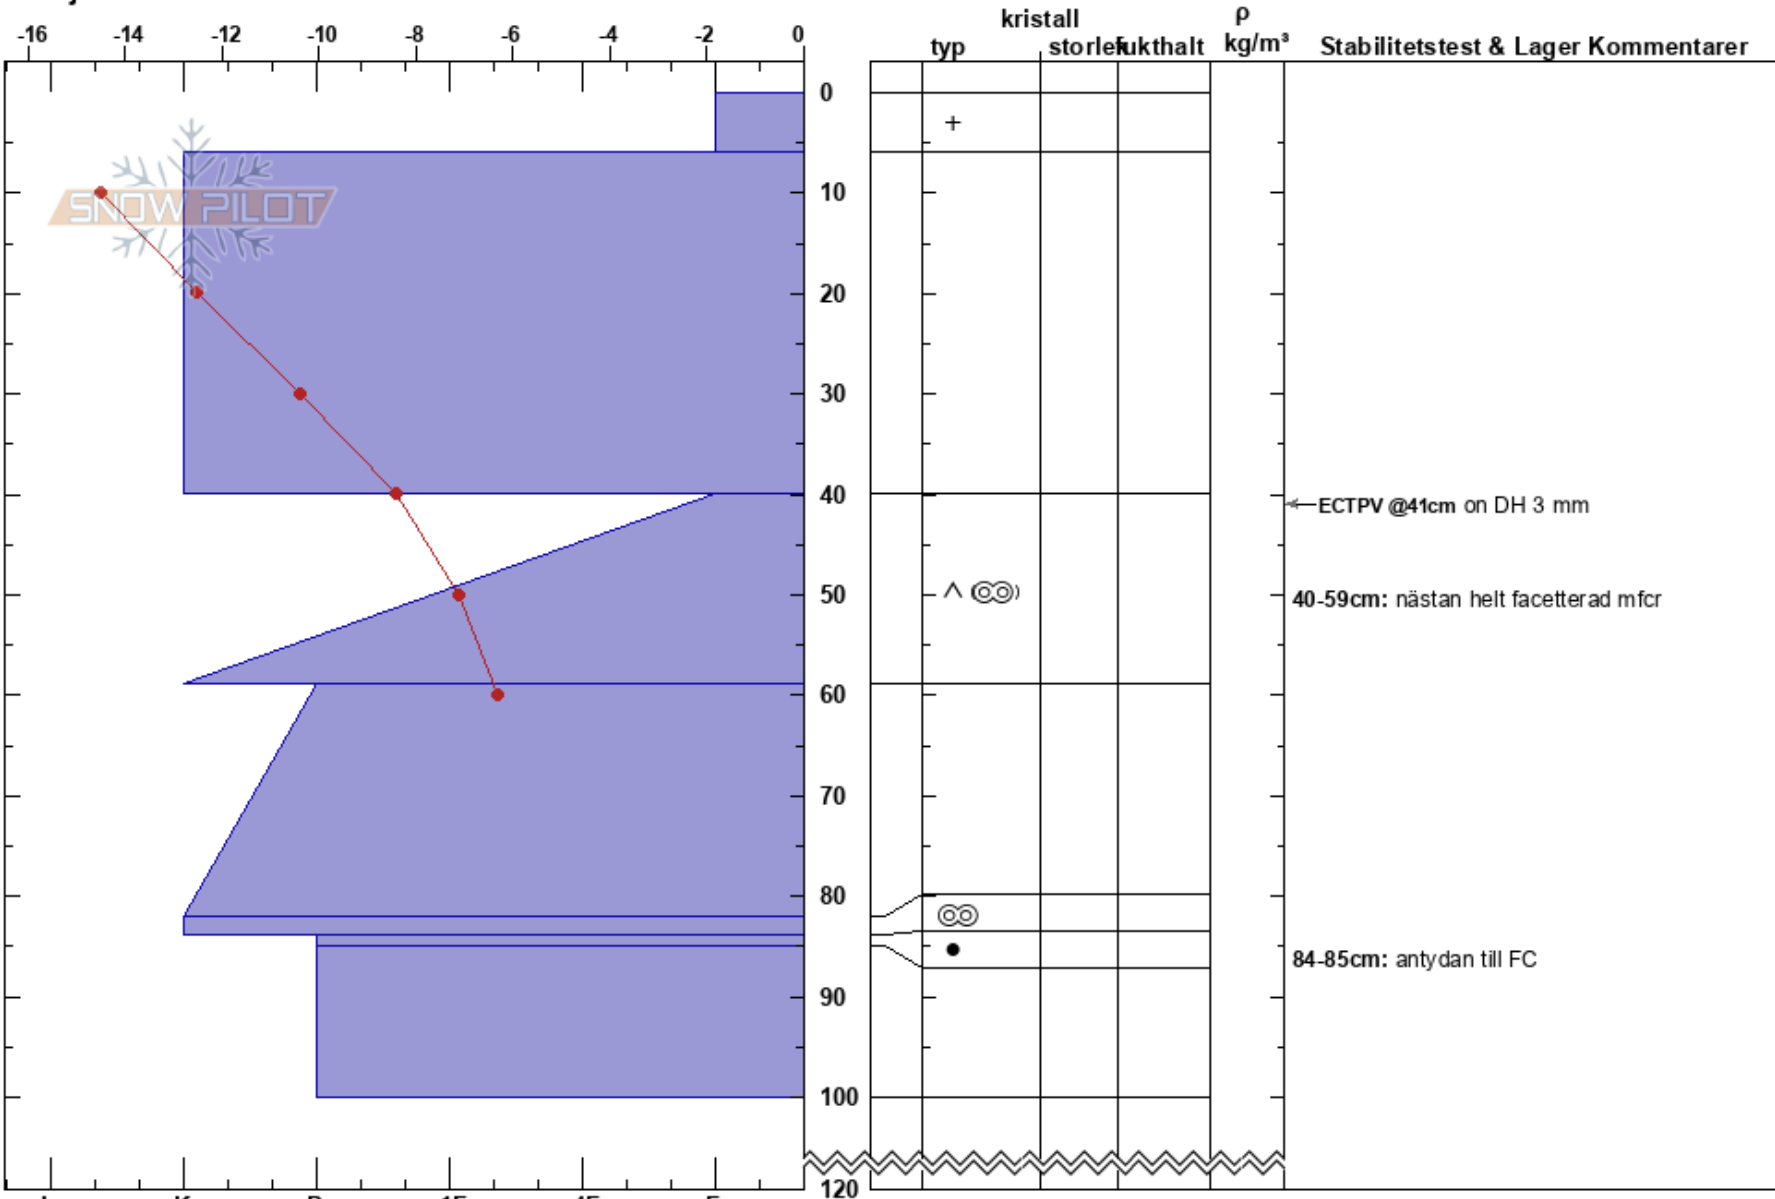 kristall
ρ
-16 -14 -12 -10 -8 -6 -4 -2 0
typ storlek fukthalt kg/m³ Stabilitetstest & Lager Kommentarer
0
+
10
SNOW PILOT
20
30
40
ECTPV @41cm on DH 3 mm
50
40-59cm: nästan helt facetterad mfcr
60
70
80
84-85cm: antydan till FC
90
100
120